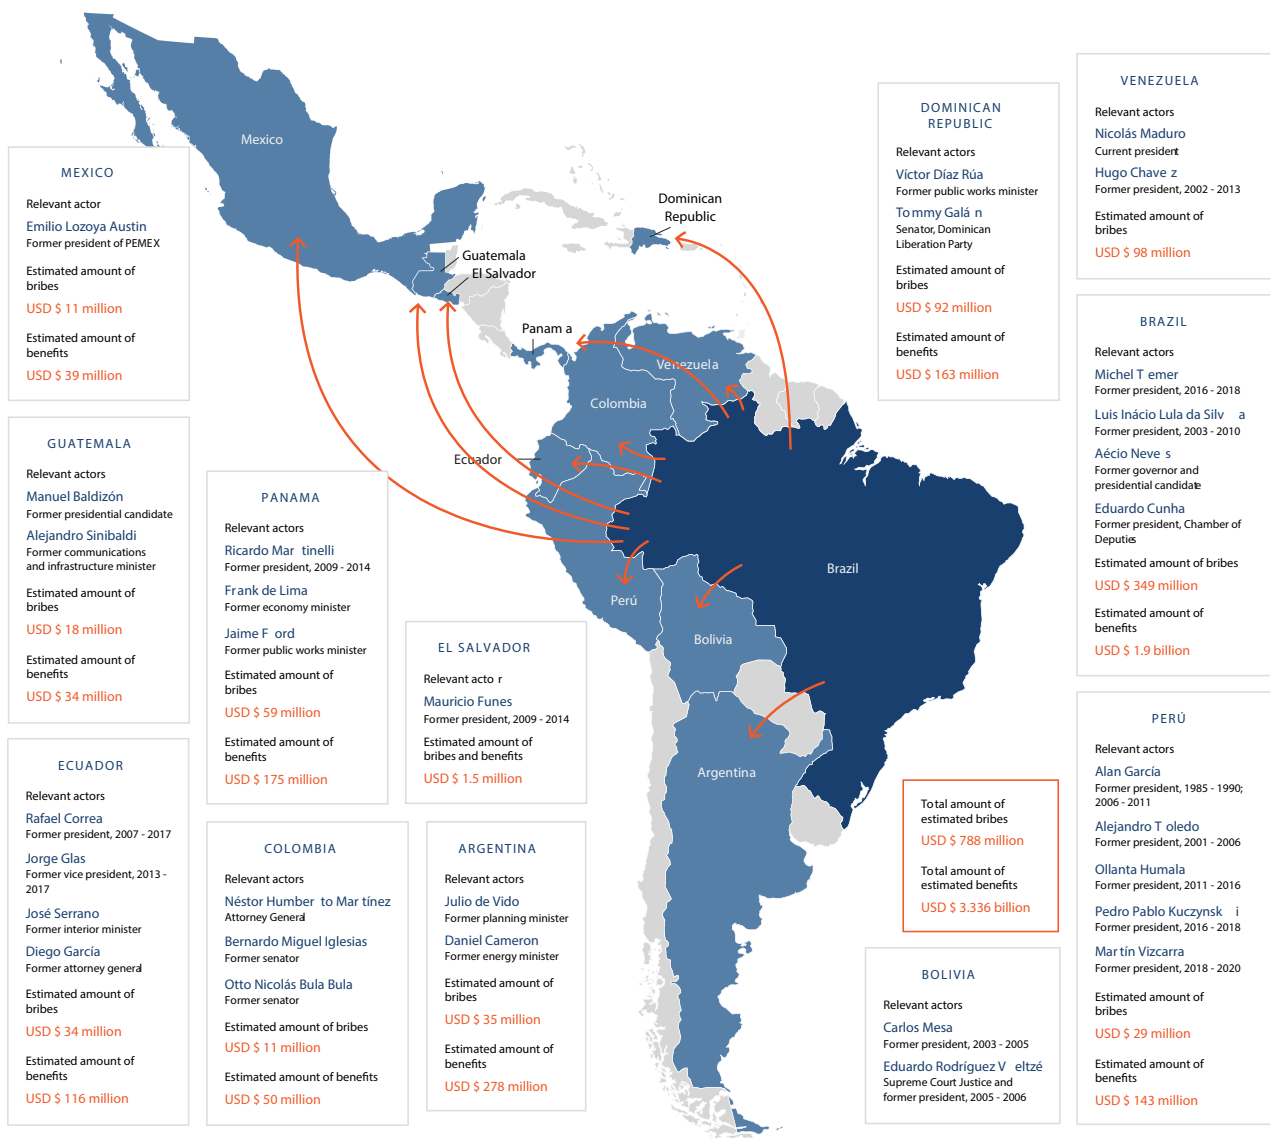 Mexico
Guatemala
El Salvador
Dominican
Republic
Panam a
Venezuela
Colombia
Ecuador
Perú
Brazil
Bolivia
Argentina
MEXICO
Relevant actor
Emilio Lozoya Austin
Former president of PEMEX
Estimated amount of
bribes
USD $ 11 million
Estimated amount of
benefits
USD $ 39 million
GUATEMALA
Relevant actors
Manuel Baldizón
Former presidential candidate
Alejandro Sinibaldi
Former communications
and infrastructure minister
Estimated amount of
bribes
USD $ 18 million
Estimated amount of
benefits
USD $ 34 million
ECUADOR
Relevant actors
Rafael Correa
Former president, 2007 - 2017
Jorge Glas
Former vice president, 2013 -
2017
José Serrano
Former interior minister
Diego García
Former attorney general
Estimated amount of
bribes
USD $ 34 million
Estimated amount of
benefits
USD $ 116 million
PANAMA
Relevant actors
Ricardo Mar tinelli
Former president, 2009 - 2014
Frank de Lima
Former economy minister
Jaime F ord
Former public works minister
Estimated amount of
bribes
USD $ 59 million
Estimated amount of
benefits
USD $ 175 million
COLOMBIA
Relevant actors
Néstor Humber to Mar tínez
Attorney General
Bernardo Miguel Iglesias
Former senator
Otto Nicolás Bula Bula
Former senator
Estimated amount of bribes
USD $ 11 million
Estimated amount of benefits
USD $ 50 million
EL SALVADOR
Relevant acto r
Mauricio Funes
Former president, 2009 - 2014
Estimated amount of
bribes and benefits
USD $ 1.5 million
ARGENTINA
Relevant actors
Julio de Vido
Former planning minister
Daniel Cameron
Former energy minister
Estimated amount of
bribes
USD $ 35 million
Estimated amount of
benefits
USD $ 278 million
DOMINICAN
REPUBLIC
Relevant actors
Víctor Díaz Rúa
Former public works minister
To mmy Galá n
Senator, Dominican
Liberation Party
Estimated amount of
bribes
USD $ 92 million
Estimated amount of
benefits
USD $ 163 million
VENEZUELA
Relevant actors
Nicolás Maduro
Current president
Hugo Chave z
Former president, 2002 - 2013
Estimated amount of
bribes
USD $ 98 million
BRAZIL
Relevant actors
Michel T emer
Former president, 2016 - 2018
Luis Inácio Lula da Silv a
Former president, 2003 - 2010
Aécio Neve s
Former governor and
presidential candidate
Eduardo Cunha
Former president, Chamber of
Deputies
Estimated amount of bribes
USD $ 349 million
Estimated amount of
benefits
USD $ 1.9 billion
Total amount of
estimated bribes
USD $ 788 million
Total amount of
estimated benefits
USD $ 3.336 billion
BOLIVIA
Relevant actors
Carlos Mesa
Former president, 2003 - 2005
Eduardo Rodríguez V eltzé
Supreme Court Justice and
former president, 2005 - 2006
PERÚ
Relevant actors
Alan García
Former president, 1985 - 1990;
2006 - 2011
Alejandro T oledo
Former president, 2001 - 2006
Ollanta Humala
Former president, 2011 - 2016
Pedro Pablo Kuczynsk i
Former president, 2016 - 2018
Mar tín Vizcarra
Former president, 2018 - 2020
Estimated amount of
bribes
USD $ 29 million
Estimated amount of
benefits
USD $ 143 million